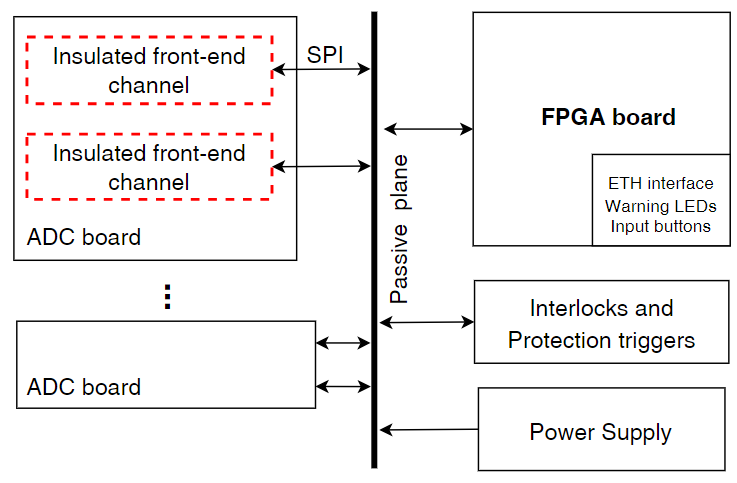 Insulated front-end
channel
SPI
Insulated front-end
channel
ADC board
ADC board
Passive plane
FPGA board
ETH interface
Warning LEDs
Input buttons
Interlocks and
Protection triggers
Power Supply